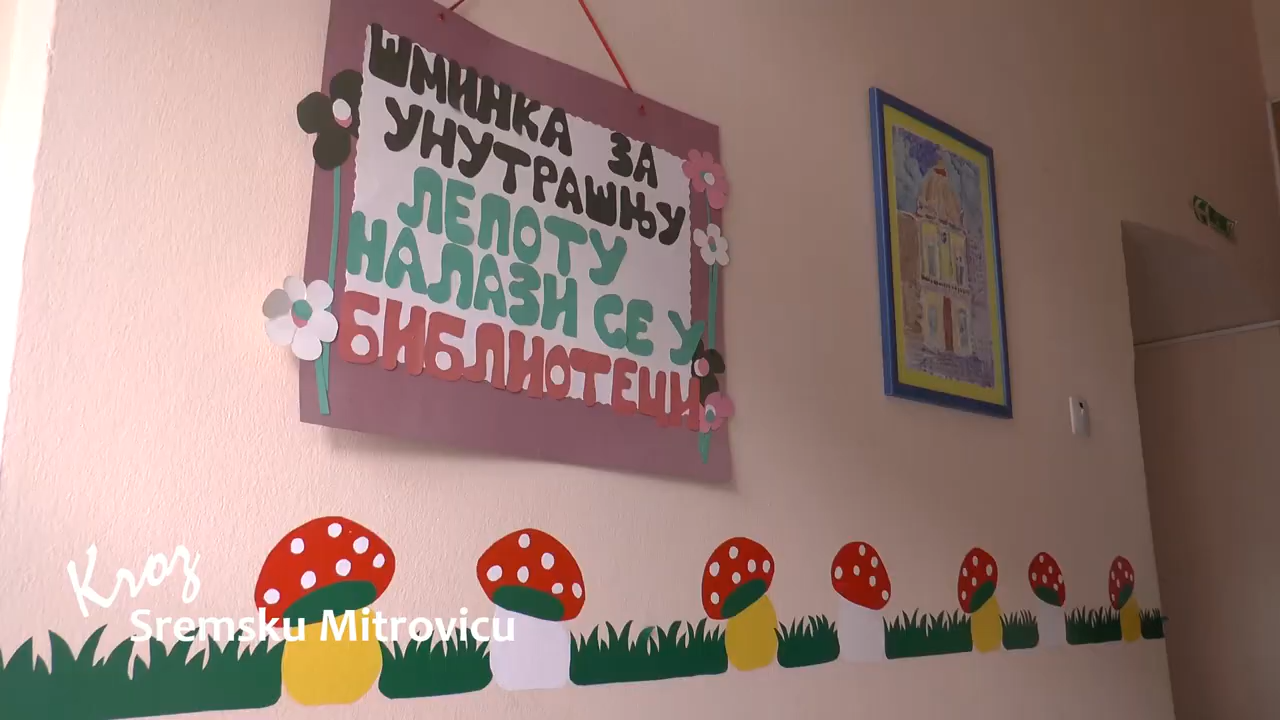 ШМИНКА ЗА
УНУТРАШЊУ
ЛЕПОТУ
НАЛАЗИ СЕ У
БИБЛИОТЕЦИ
Kroz
Sremsku Mitrovicu